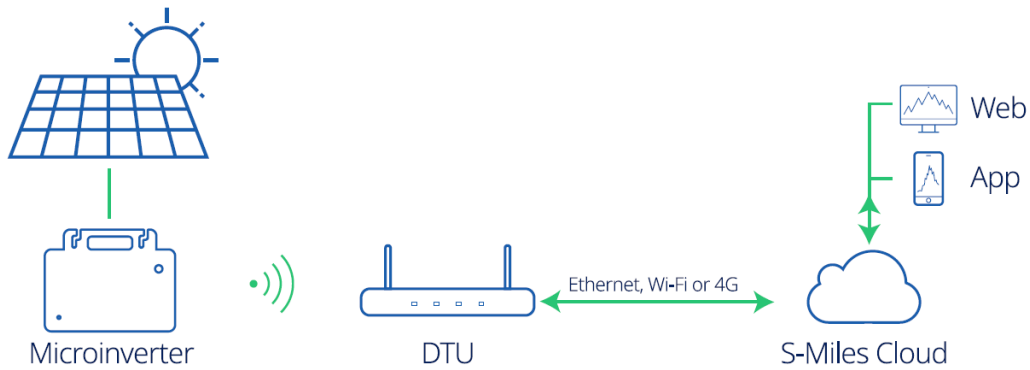 Web
App
Ethernet, Wi-Fi or 4G
Microinverter
DTU
S-Miles Cloud